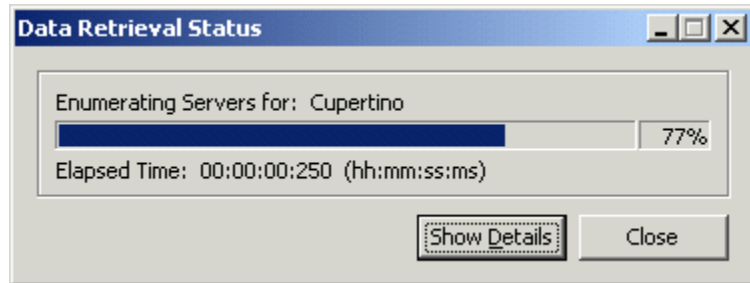 Data Retrieval Status
Enumerating Servers for: Cupertino
77%
Elapsed Time: 00:00:00:250 (hh:mm:ss:ms)
Show Details Close